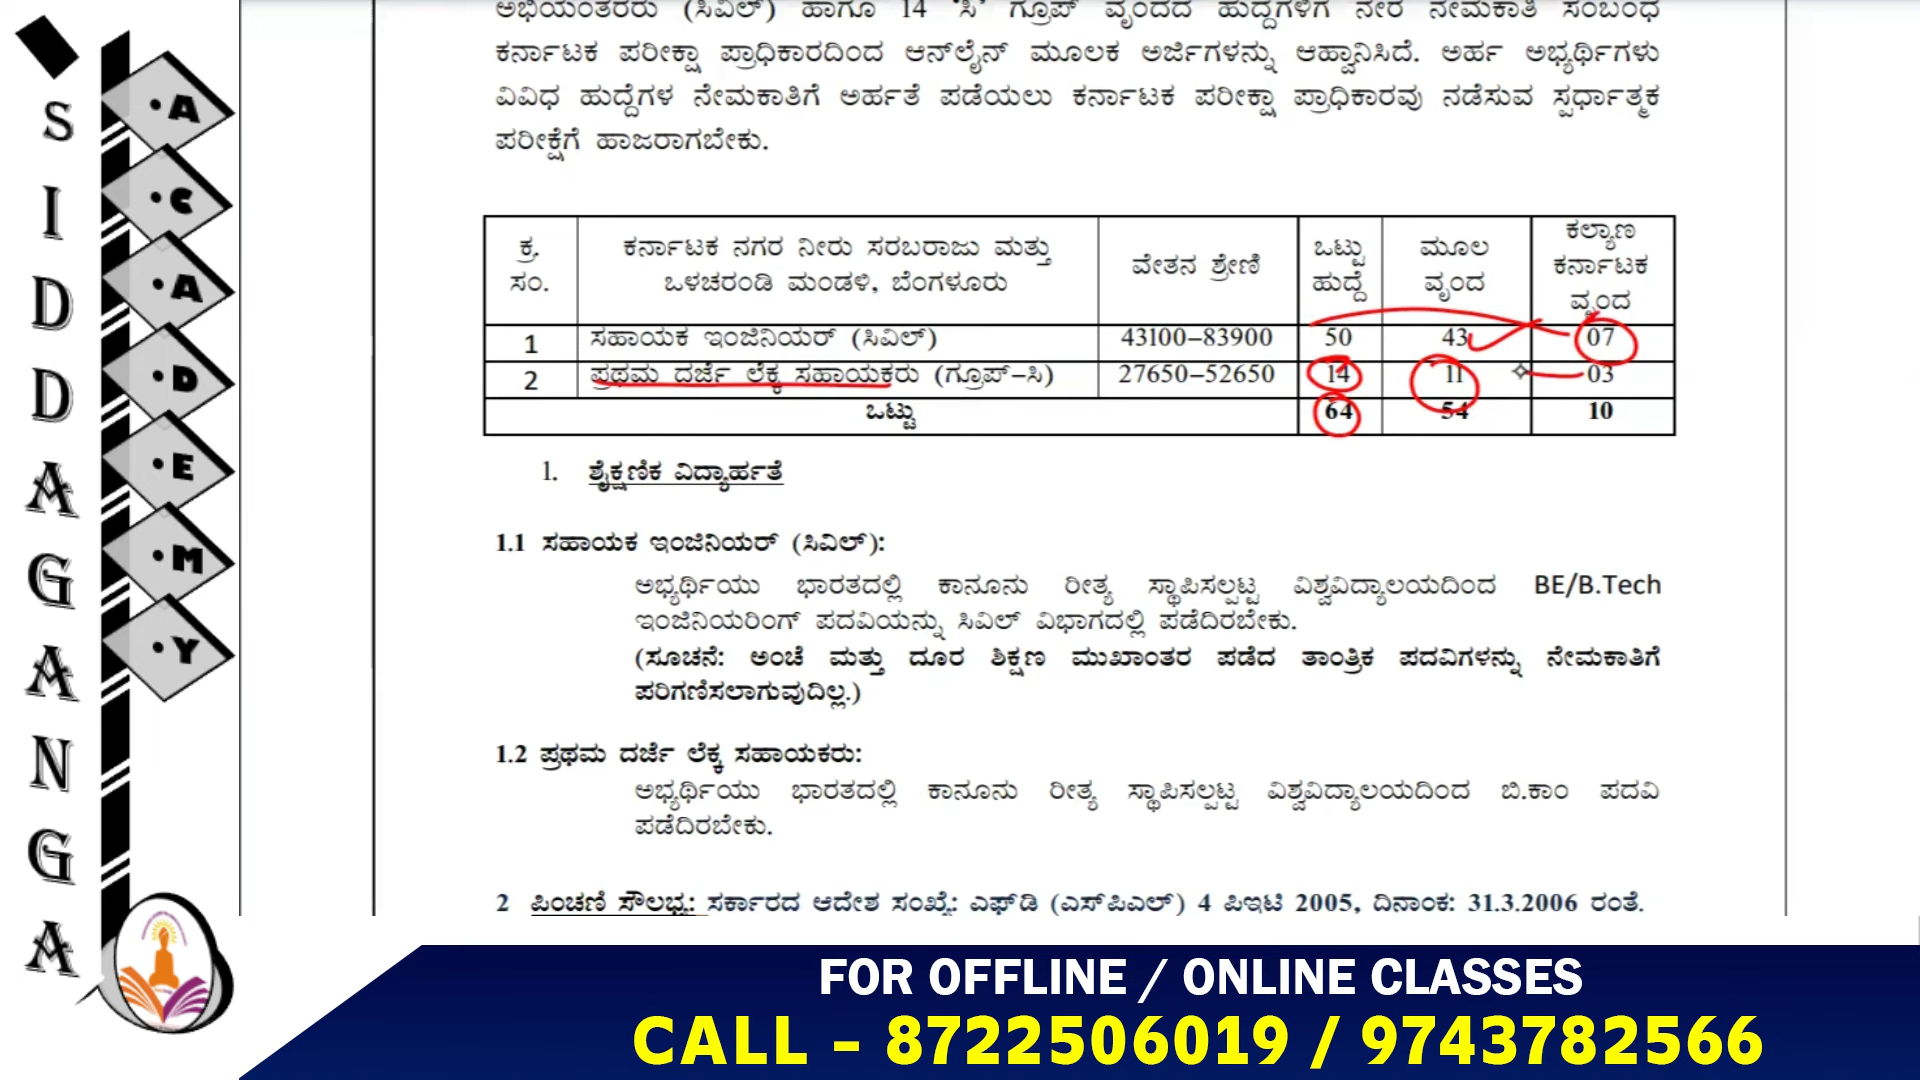 ಅಭಿಯಂತರರು (ಸಿವಿಲ್) ಹಾಗೂ 14 'ಸಿ' ಗ್ರೂಪ್ ವೃಂದದ ಹುದ್ದೆಗಳಿಗೆ ನೇರ ನೇಮಕಾತಿ ಸಂಬಂಧ
ಕರ್ನಾಟಕ ಪರೀಕ್ಷಾ ಪ್ರಾಧಿಕಾರದಿಂದ ಆನ್‌ಲೈನ್ ಮೂಲಕ ಅರ್ಜಿಗಳನ್ನು ಆಹ್ವಾನಿಸಿದೆ. ಅರ್ಹ ಅಭ್ಯರ್ಥಿಗಳು
ವಿವಿಧ ಹುದ್ದೆಗಳ ನೇಮಕಾತಿಗೆ ಅರ್ಹತೆ ಪಡೆಯಲು ಕರ್ನಾಟಕ ಪರೀಕ್ಷಾ ಪ್ರಾಧಿಕಾರವು ನಡೆಸುವ ಸ್ಪರ್ಧಾತ್ಮಕ
ಪರೀಕ್ಷೆಗೆ ಹಾಜರಾಗಬೇಕು.
ಕ್ರ. ಸಂ. ಕರ್ನಾಟಕ ನಗರ ನೀರು ಸರಬರಾಜು ಮತ್ತು ಒಳಚರಂಡಿ ಮಂಡಳಿ, ಬೆಂಗಳೂರು ವೇತನ ಶ್ರೇಣಿ ಒಟ್ಟು ಹುದ್ದೆ ಮೂಲ ವೃಂದ ಕಲ್ಯಾಣ ಕರ್ನಾಟಕ ವೃಂದ
1 ಸಹಾಯಕ ಇಂಜಿನಿಯರ್ (ಸಿವಿಲ್) 43100-83900 50 43 07
2 ಪ್ರಥಮ ದರ್ಜೆ ಲೆಕ್ಕ ಸಹಾಯಕರು (ಗ್ರೂಪ್-ಸಿ) 27650-52650 14 11 03
ಒಟ್ಟು 64 54 10
1. ಶೈಕ್ಷಣಿಕ ವಿದ್ಯಾರ್ಹತೆ
1.1 ಸಹಾಯಕ ಇಂಜಿನಿಯರ್ (ಸಿವಿಲ್):
ಅಭ್ಯರ್ಥಿಯು ಭಾರತದಲ್ಲಿ ಕಾನೂನು ರೀತ್ಯ ಸ್ಥಾಪಿಸಲ್ಪಟ್ಟ ವಿಶ್ವವಿದ್ಯಾಲಯದಿಂದ BE/B.Tech
ಇಂಜಿನಿಯರಿಂಗ್ ಪದವಿಯನ್ನು ಸಿವಿಲ್ ವಿಭಾಗದಲ್ಲಿ ಪಡೆದಿರಬೇಕು.
(ಸೂಚನೆ: ಅಂಚೆ ಮತ್ತು ದೂರ ಶಿಕ್ಷಣ ಮುಖಾಂತರ ಪಡೆದ ತಾಂತ್ರಿಕ ಪದವಿಗಳನ್ನು ನೇಮಕಾತಿಗೆ
ಪರಿಗಣಿಸಲಾಗುವುದಿಲ್ಲ.)
1.2 ಪ್ರಥಮ ದರ್ಜೆ ಲೆಕ್ಕ ಸಹಾಯಕರು:
ಅಭ್ಯರ್ಥಿಯು ಭಾರತದಲ್ಲಿ ಕಾನೂನು ರೀತ್ಯ ಸ್ಥಾಪಿಸಲ್ಪಟ್ಟ ವಿಶ್ವವಿದ್ಯಾಲಯದಿಂದ ಬಿ.ಕಾಂ ಪದವಿ
ಪಡೆದಿರಬೇಕು.
2 ಪಿಂಚಣಿ ಸೌಲಭ್ಯ: ಸರ್ಕಾರದ ಆದೇಶ ಸಂಖ್ಯೆ: ಎಫ್‌ಡಿ (ಎಸ್‌ಪಿಎಲ್) 4 ಪಿಇಟಿ 2005, ದಿನಾಂಕ: 31.3.2006 ರಂತೆ.
SIDDAGANGA
ACADEMY
FOR OFFLINE / ONLINE CLASSES
CALL – 8722506019 / 9743782566